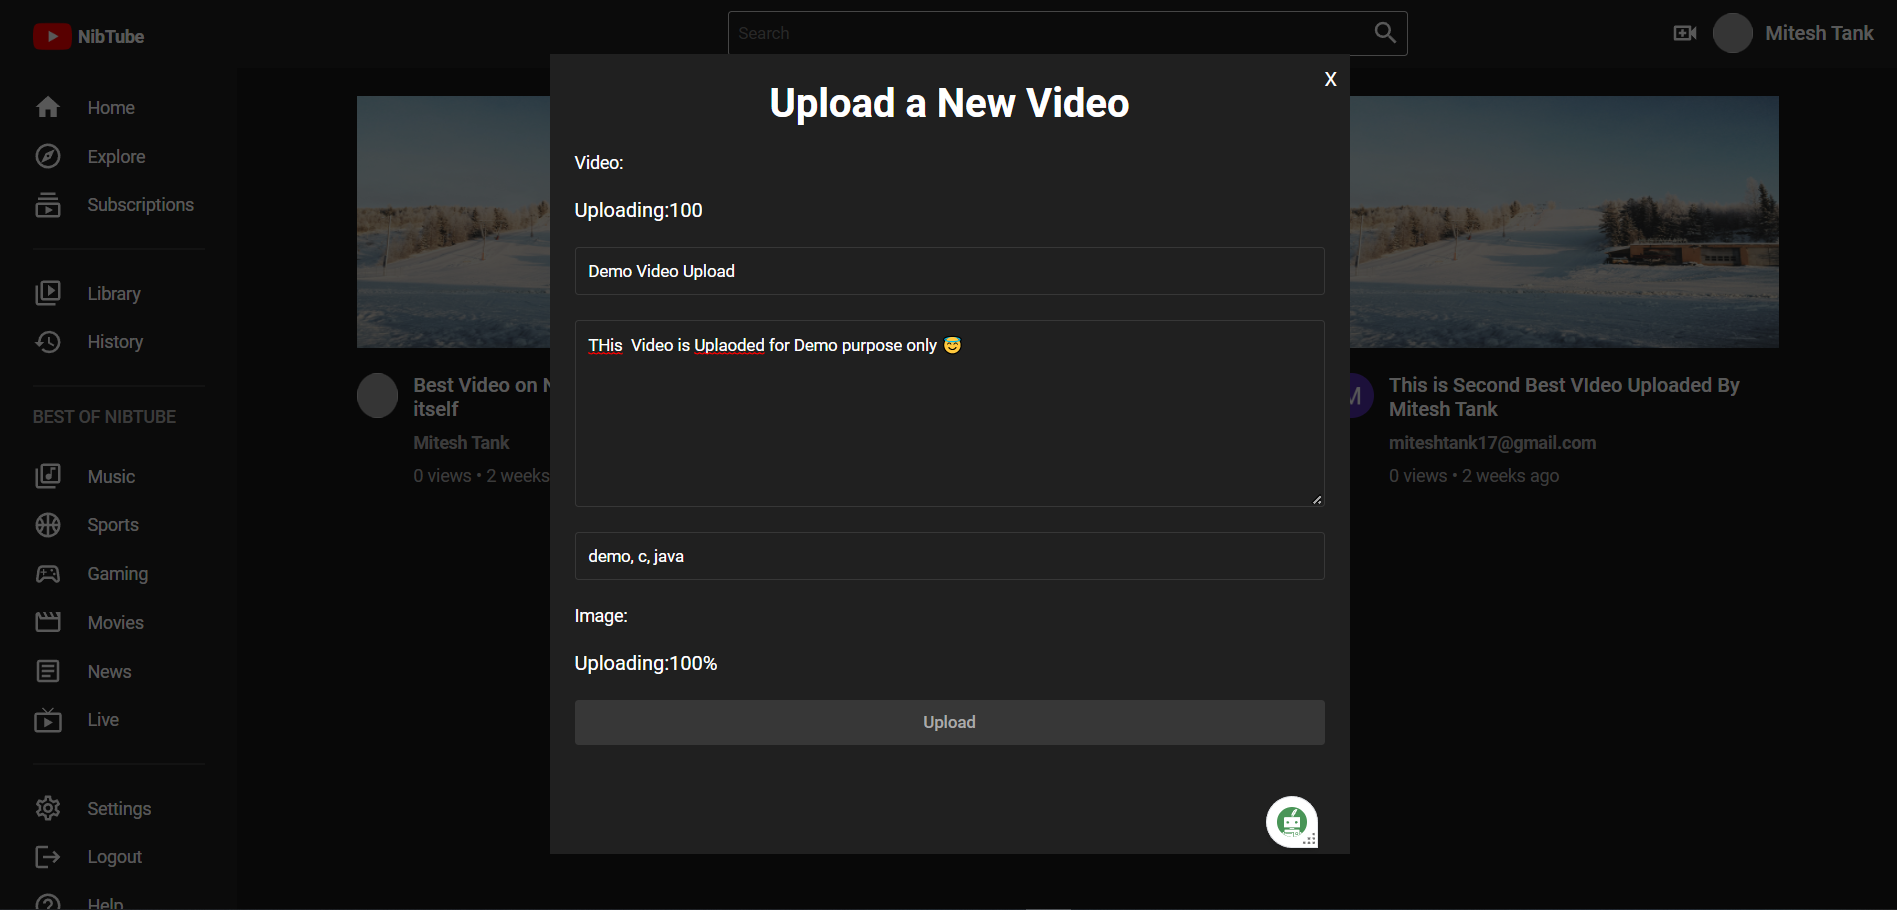 NibTube
Search
Mitesh Tank
Home
Explore
Subscriptions
Library
History
BEST OF NIBTUBE
Music
Sports
Gaming
Movies
News
Live
Settings
Logout
Help
Best Video on N
itself
Mitesh Tank
0 views • 2 weeks
X
Upload a New Video
Video:
Uploading:100
Demo Video Upload
THis  Video is Uplaoded for Demo purpose only 😇
demo, c, java
Image:
Uploading:100%
Upload
M
This is Second Best VIdeo Uploaded By
Mitesh Tank
miteshtank17@gmail.com
0 views • 2 weeks ago